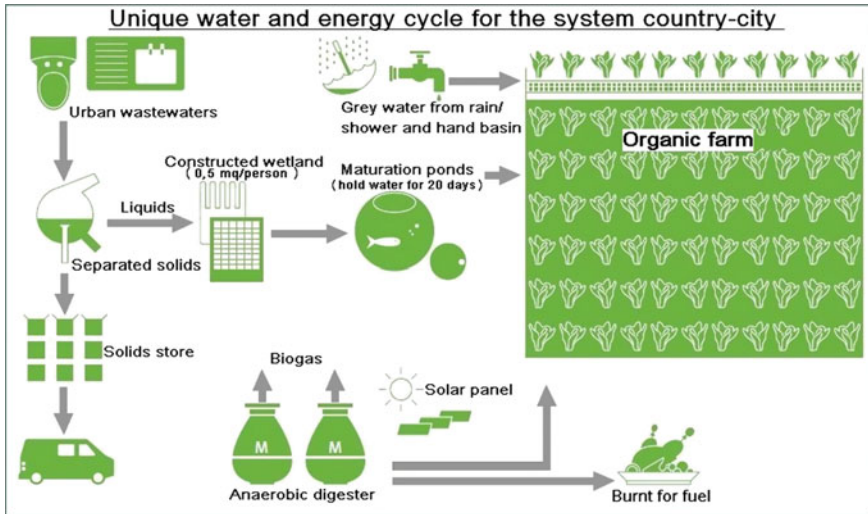 Unique water and energy cycle for the system country-city
Urban wastewaters
Grey water from rain/
shower and hand basin
Organic farm
Constructed wetland
(0,5 mq/person)
Maturation ponds
(hold water for 20 days)
Liquids
Separated solids
Solids store
Biogas
Solar panel
M
M
Anaerobic digester
Burnt for fuel